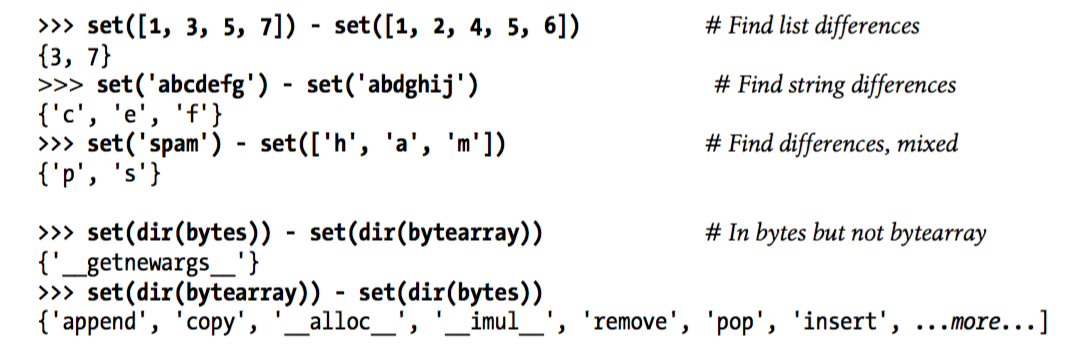 >>> set([1, 3, 5, 7]) - set([1, 2, 4, 5, 6]) # Find list differences
{3, 7}
>>> set('abcdefg') - set('abdghij') # Find string differences
{'c', 'e', 'f'}
>>> set('spam') - set(['h', 'a', 'm']) # Find differences, mixed
{'p', 's'}
>>> set(dir(bytes)) - set(dir(bytearray)) # In bytes but not bytearray
{'__getnewargs__'}
>>> set(dir(bytearray)) - set(dir(bytes))
{'append', 'copy', '__alloc__', '__imul__', 'remove', 'pop', 'insert', ...more...]